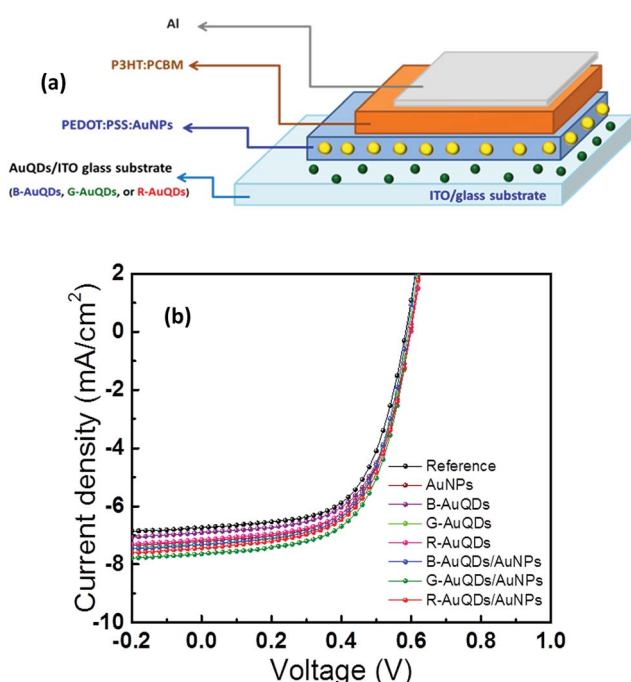 Al
(a)
P3HT:PCBM
PEDOT:PSS:AuNPs
AuQDs/ITO glass substrate
(B-AuQDs, G-AuQDs, or R-AuQDs)
ITO/glass substrate
(b)
Current density (mA/cm²)
2
0
-2
-4
-6
-8
-10
Reference
AuNPs
B-AuQDs
G-AuQDs
R-AuQDs
B-AuQDs/AuNPs
G-AuQDs/AuNPs
R-AuQDs/AuNPs
-0.2 0.0 0.2 0.4 0.6 0.8 1.0
Voltage (V)